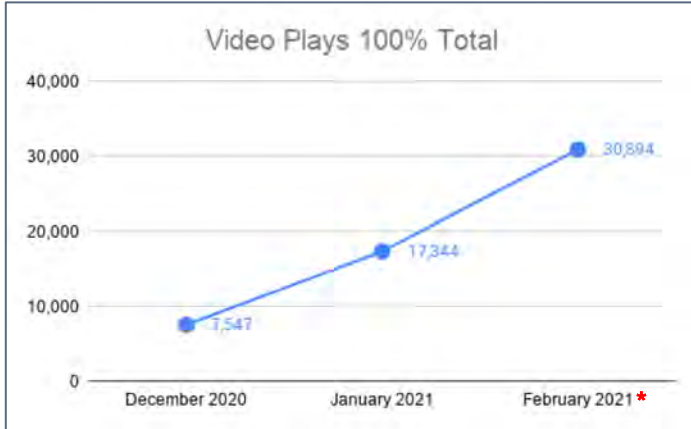 Video Plays 100% Total
40,000
30,000
20,000
10,000
0
7,547
17,344
30,894
December 2020
January 2021
February 2021 *